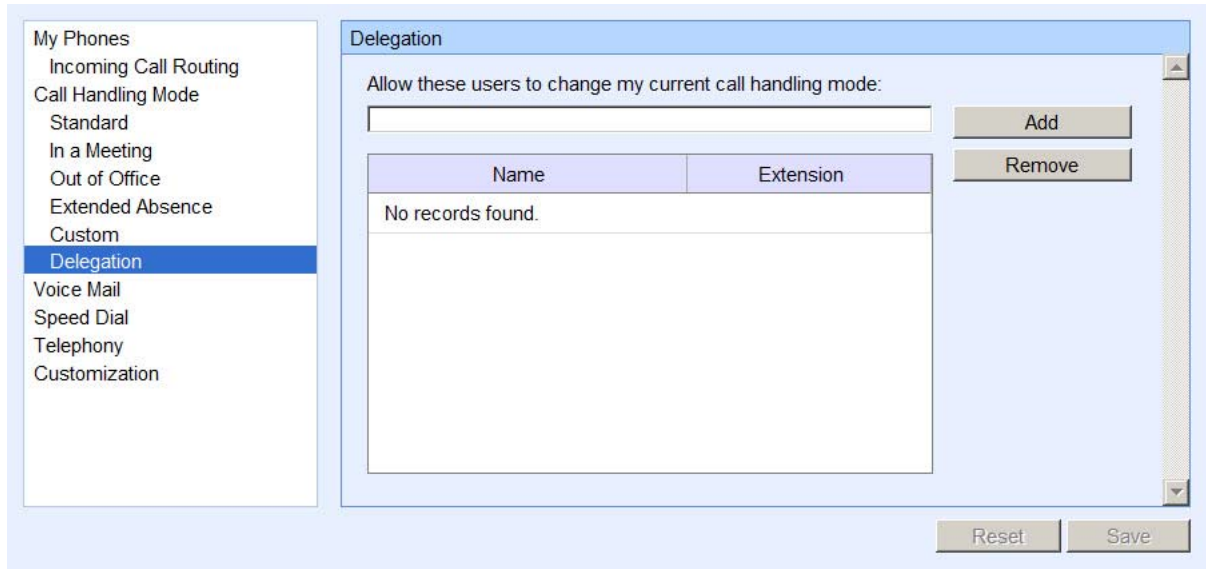 My Phones
Incoming Call Routing
Call Handling Mode
Standard
In a Meeting
Out of Office
Extended Absence
Custom
Delegation
Voice Mail
Speed Dial
Telephony
Customization
Delegation
Allow these users to change my current call handling mode:
Add
Remove
Name Extension
No records found.
Reset Save